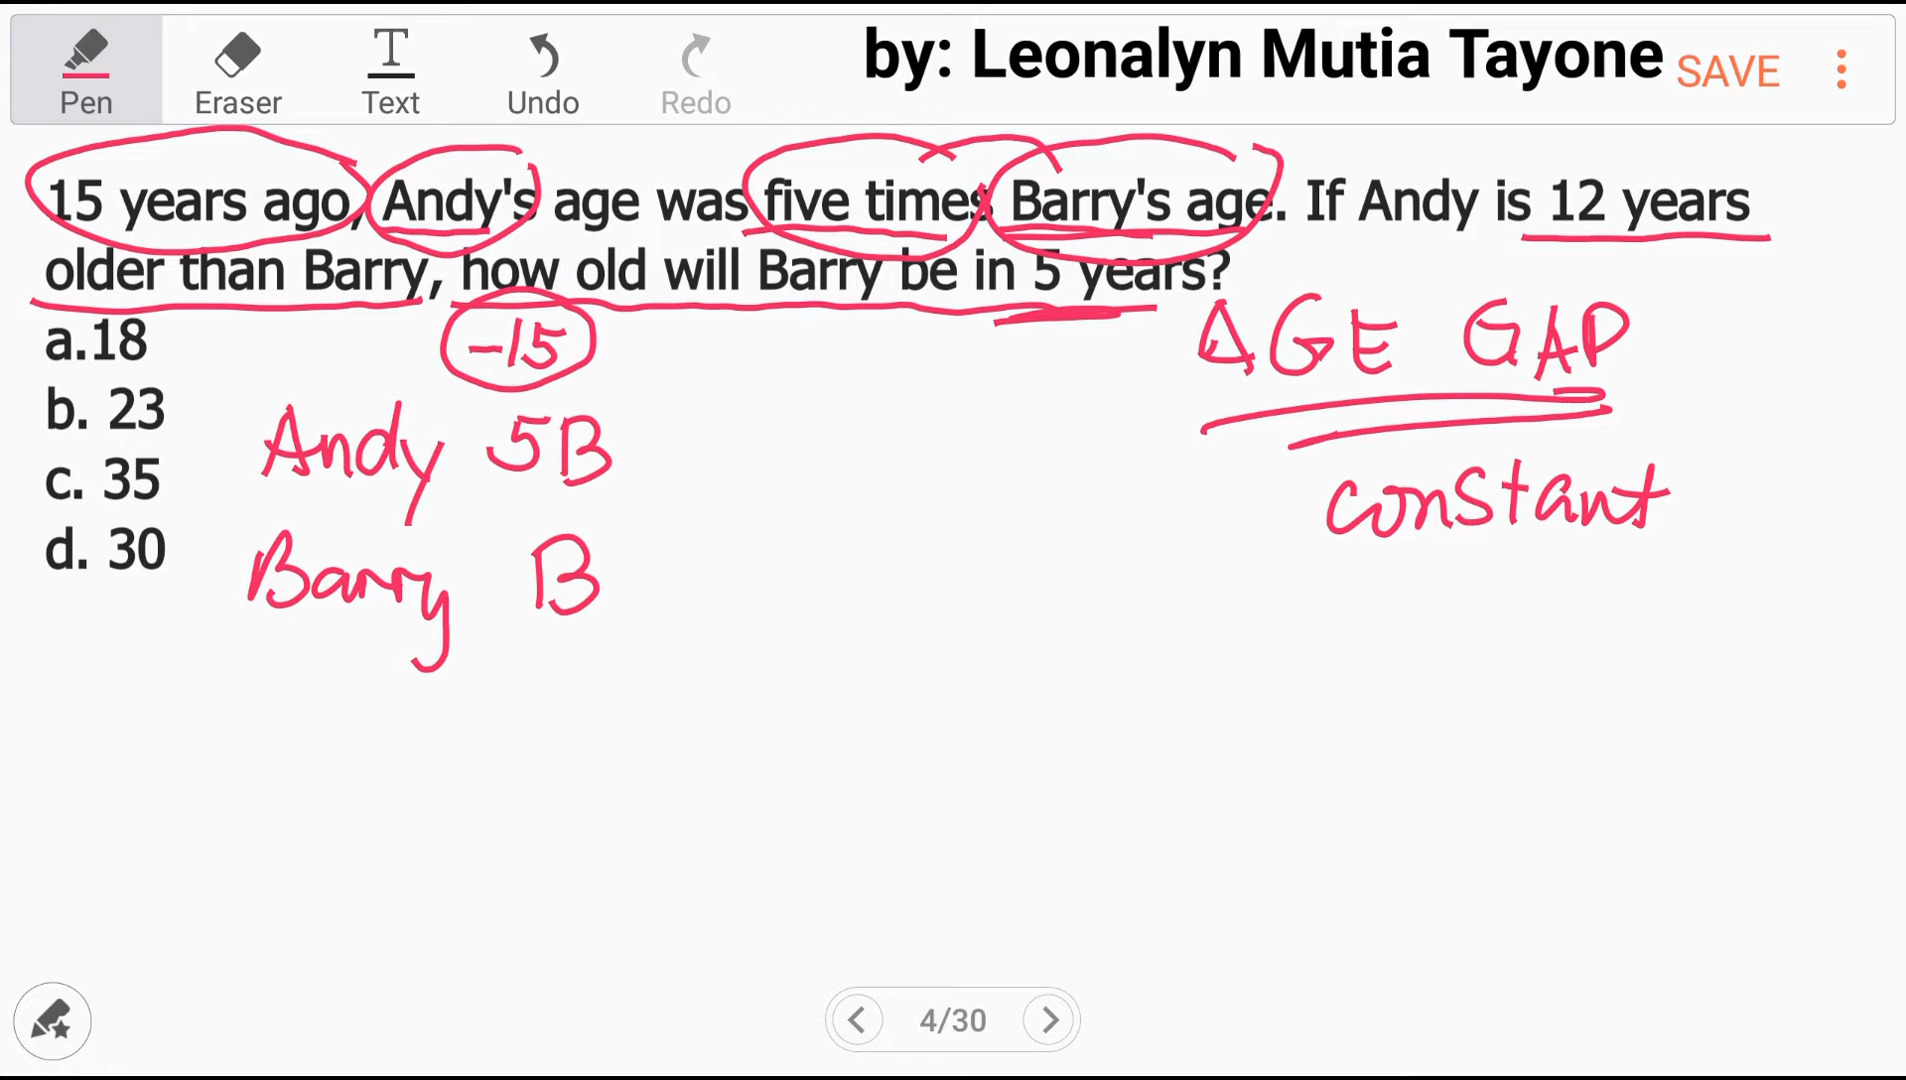 by: Leonalyn Mutia Tayone
SAVE
Pen
Eraser
Text
Undo
Redo
15 years ago, Andy's age was five times Barry's age. If Andy is 12 years
older than Barry, how old will Barry be in 5 years?
a.18
b. 23
c. 35
d. 30
-15
Andy 5B
Barry B
AGE GAP
constant
4/30